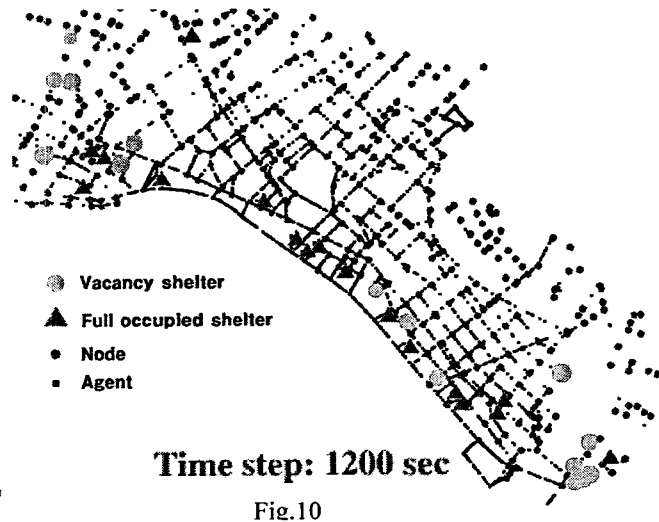 Vacancy shelter
Full occupied shelter
Node
Agent
Time step: 1200 sec
Fig.10